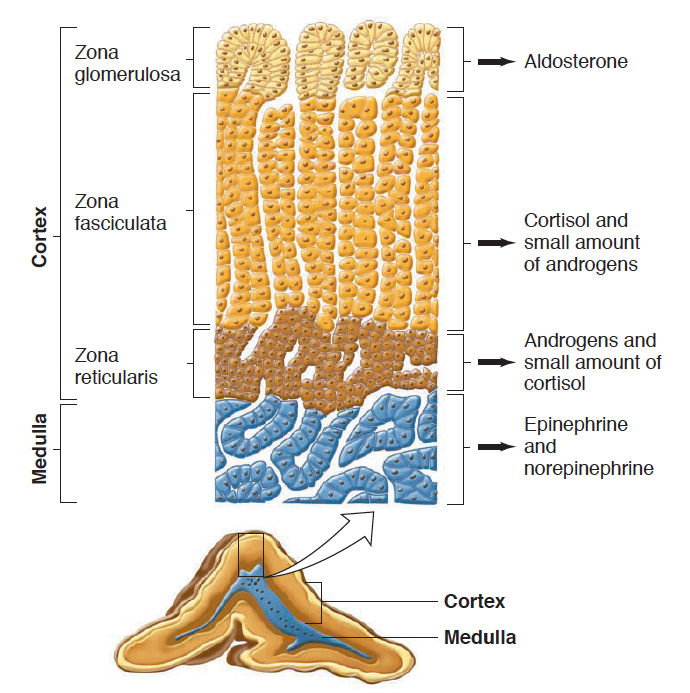 Zona
glomerulosa
Aldosterone
Cortex
Zona
fasciculata
Cortisol and
small amount
of androgens
Zona
reticularis
Androgens and
small amount of
cortisol
Medulla
Epinephrine
and
norepinephrine
Cortex
Medulla